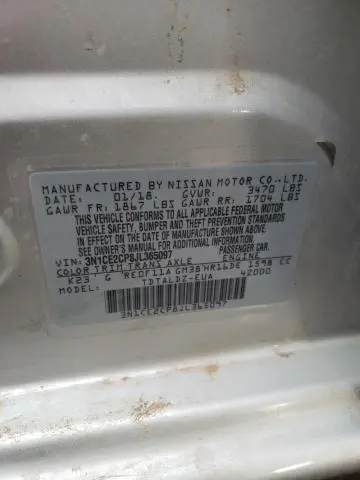 MANUFACTURED BY NISSAN MOTOR CO.,LTD.
DATE: 01/18. GVWR: 3470 LBS
GAWR FR: 1867 LBS GAWR RR: 1704 LBS
THIS VEHICLE CONFORMS TO ALL APPLICABLE FEDERAL MOTOR
VEHICLE SAFETY, BUMPER AND THEFT PREVENTION STANDARDS
IN EFFECT ON THE DATE OF MANUFACTURE SHOWN ABOVE.
SEE OWNER'S MANUAL FOR ADDITIONAL INFORMATION
VIN: 3N1CE2CP8JL365097 PASSENGER CAR.
COLOR TRIM TRANS AXLE ENGINE
K23 G RE0F11A GM38 HR16DE 1598 CC
MODEL: TDTALDZ-EUA 42000
3N1CE2CP8JL365097